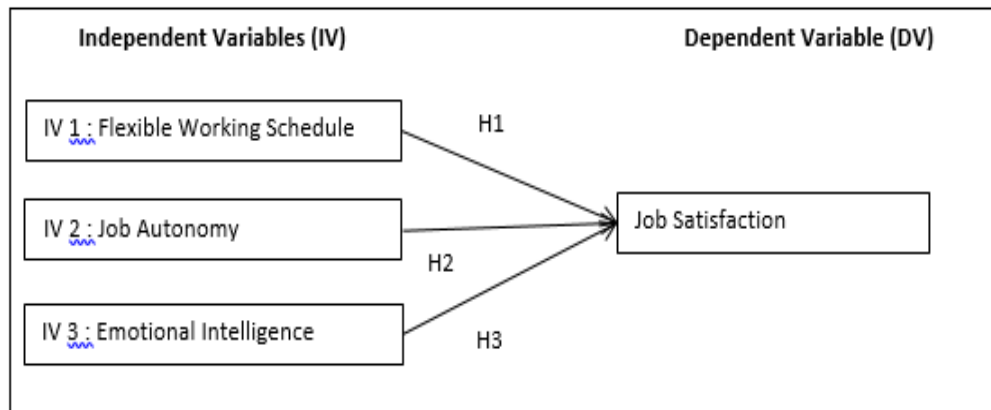 Independent Variables (IV)
Dependent Variable (DV)
IV 1 : Flexible Working Schedule
H1
IV 2 : Job Autonomy
Job Satisfaction
H2
IV 3 : Emotional Intelligence
H3